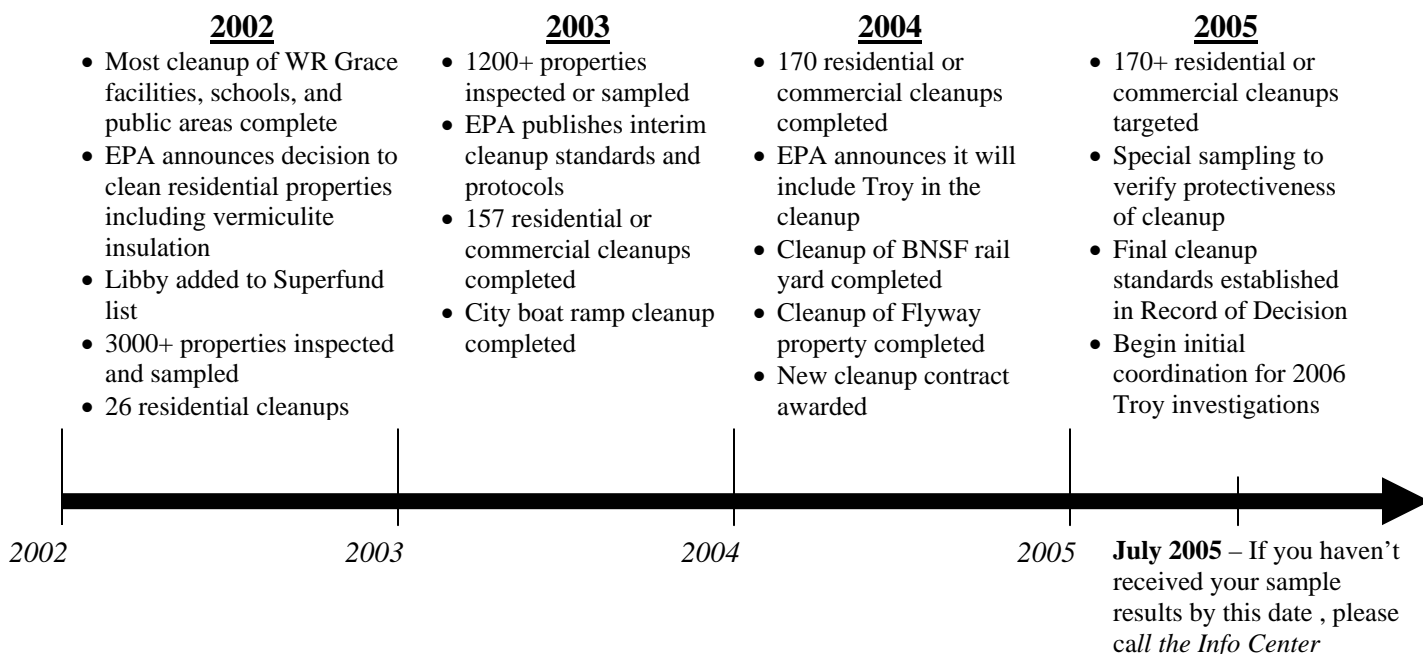 2002
• Most cleanup of WR Grace
facilities, schools, and
public areas complete
• EPA announces decision to
clean residential properties
including vermiculite
insulation
• Libby added to Superfund
list
• 3000+ properties inspected
and sampled
• 26 residential cleanups
2003
• 1200+ properties
inspected or sampled
• EPA publishes interim
cleanup standards and
protocols
• 157 residential or
commercial cleanups
completed
• City boat ramp cleanup
completed
2004
• 170 residential or
commercial cleanups
completed
• EPA announces it will
include Troy in the
cleanup
• Cleanup of BNSF rail
yard completed
• Cleanup of Flyway
property completed
• New cleanup contract
awarded
2005
• 170+ residential or
commercial cleanups
targeted
• Special sampling to
verify protectiveness
of cleanup
• Final cleanup
standards established
in Record of Decision
• Begin initial
coordination for 2006
Troy investigations
2002
2003
2004
2005
July 2005 – If you haven’t
received your sample
results by this date , please
call the Info Center